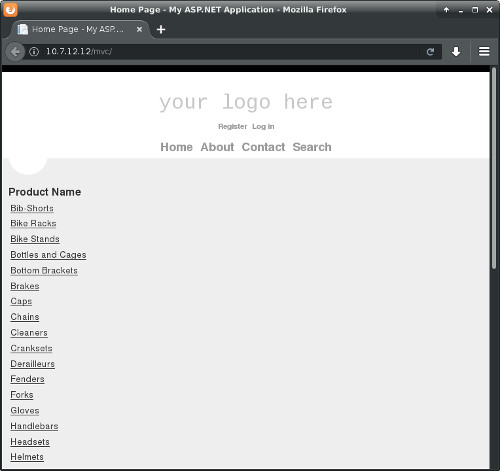 Home Page - My ASP.NET Application - Mozilla Firefox
Home Page - My ASP....
10.7.12.12/mvc/
your logo here
Register Log in
Home About Contact Search
Product Name
Bib-Shorts
Bike Racks
Bike Stands
Bottles and Cages
Bottom Brackets
Brakes
Caps
Chains
Cleaners
Cranksets
Derailleurs
Fenders
Forks
Gloves
Handlebars
Headsets
Helmets